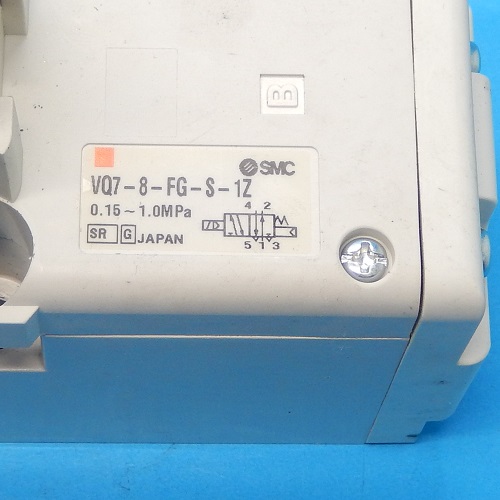 B
SMC
VQ7-8-FG-S-1Z
0.15~1.0MPa
4 2
SR G JAPAN
5 1 3